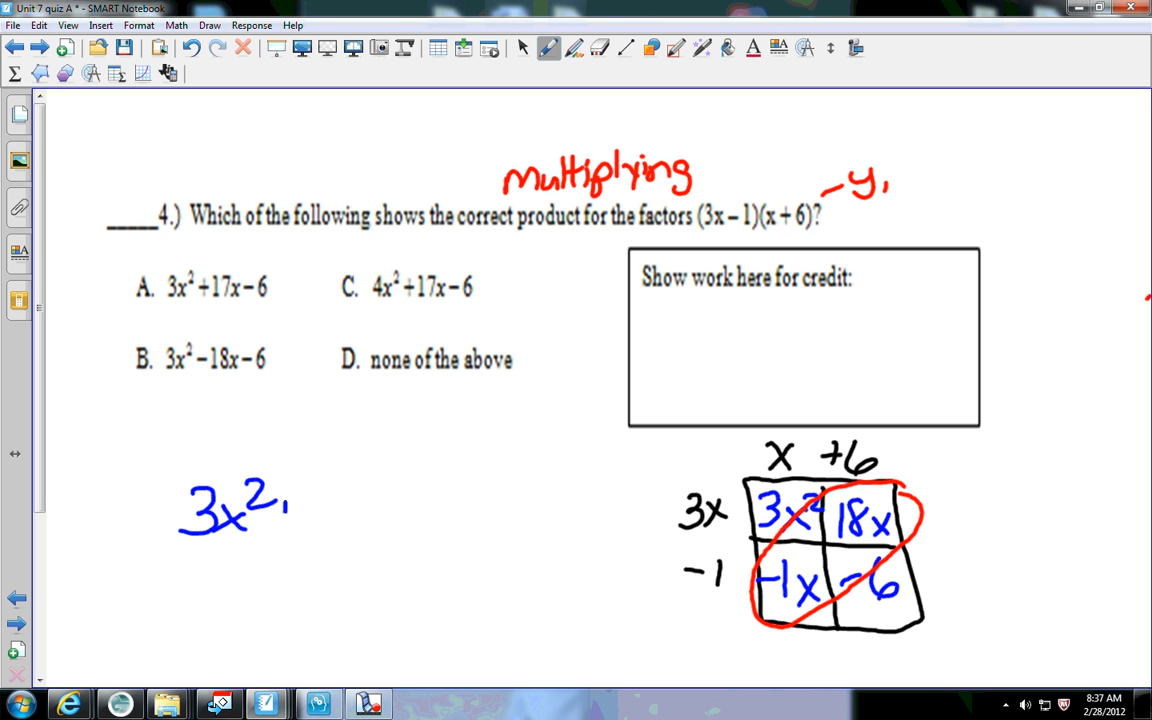 Unit 7 quiz A * - SMART Notebook
File Edit View Insert Format Math Draw Response Help
multiplying
- y,
_____4.) Which of the following shows the correct product for the factors (3x – 1)(x + 6)?
A. 3x² +17x – 6
C. 4x² +17x – 6
B. 3x² –18x – 6
D. none of the above
Show work here for credit:
x +6
3x 3x² 18x
-1 -1x -6
3x²
8:37 AM
2/28/2012